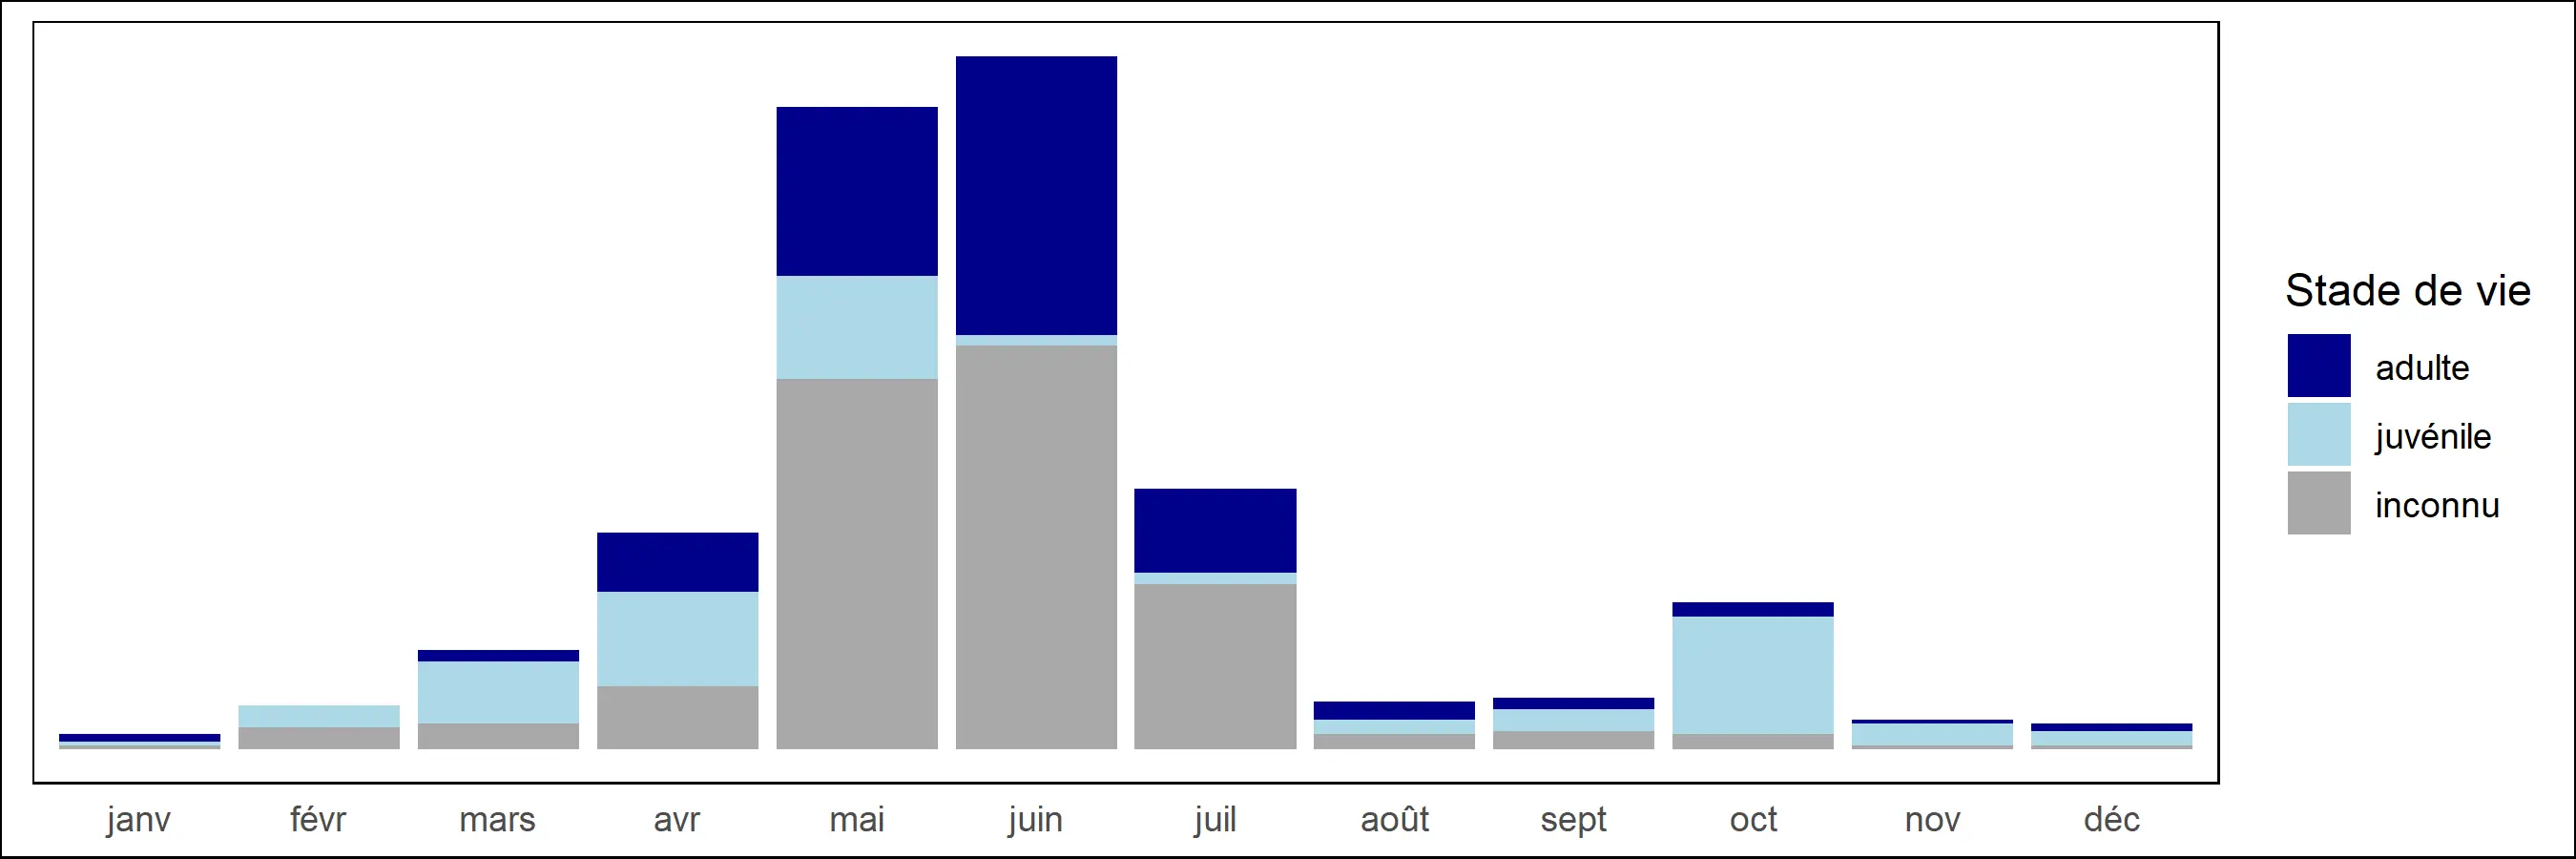 Stade de vie
adulte
juvénile
inconnu
janv févr mars avr mai juin juil août sept oct nov déc